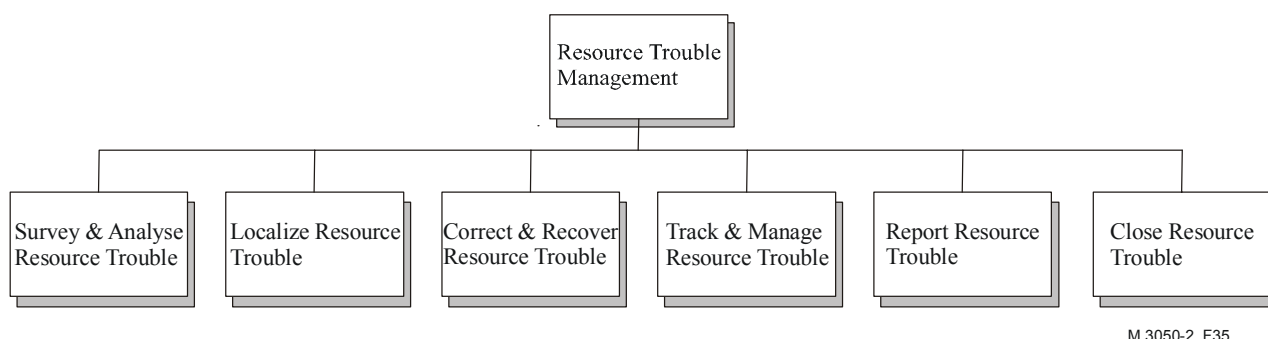 Resource Trouble
Management
Survey & Analyse
Resource Trouble
Localize Resource
Trouble
Correct & Recover
Resource Trouble
Track & Manage
Resource Trouble
Report Resource
Trouble
Close Resource
Trouble
M.3050-2_F35